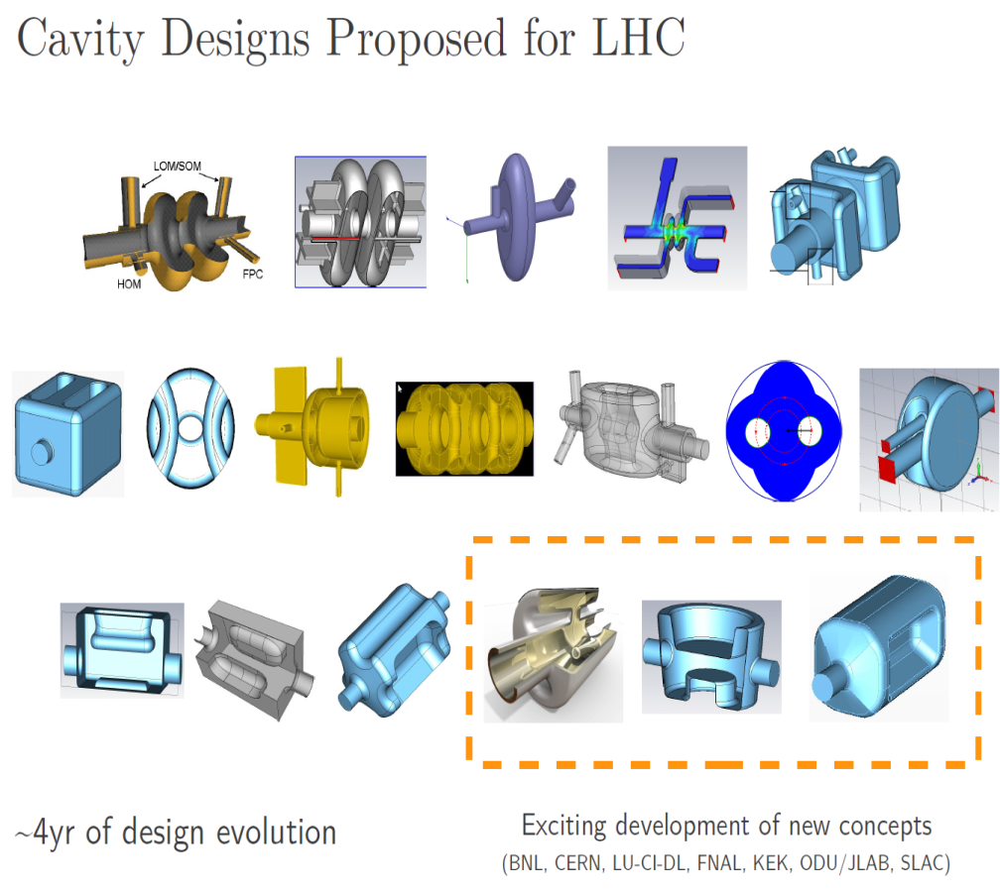 Cavity Designs Proposed for LHC
LOM/SOM
HOM
FPC
~4yr of design evolution
Exciting development of new concepts
(BNL, CERN, LU-CI-DL, FNAL, KEK, ODU/JLAB, SLAC)